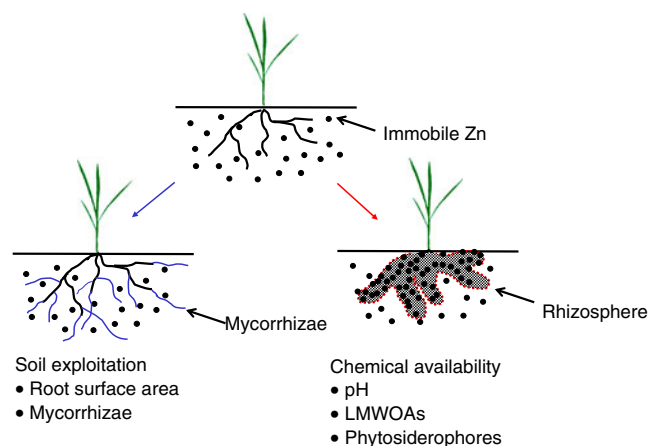 Immobile Zn
Mycorrhizae
Rhizosphere
Soil exploitation
● Root surface area
● Mycorrhizae
Chemical availability
● pH
● LMWOAs
● Phytosiderophores